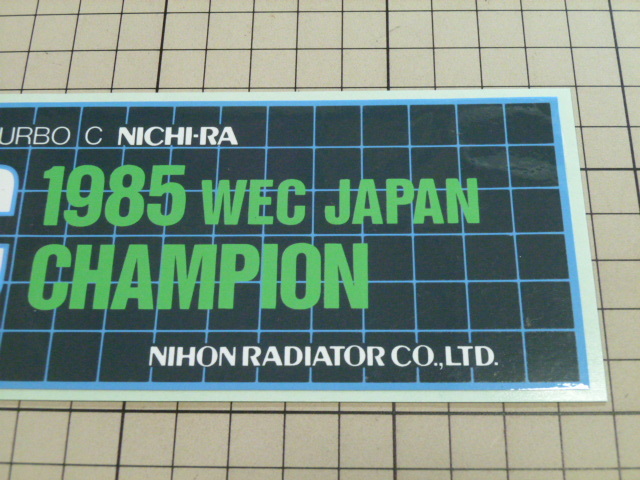 URBO C NICHI-RA
1985 WEC JAPAN
CHAMPION
NIHON RADIATOR CO.,LTD.